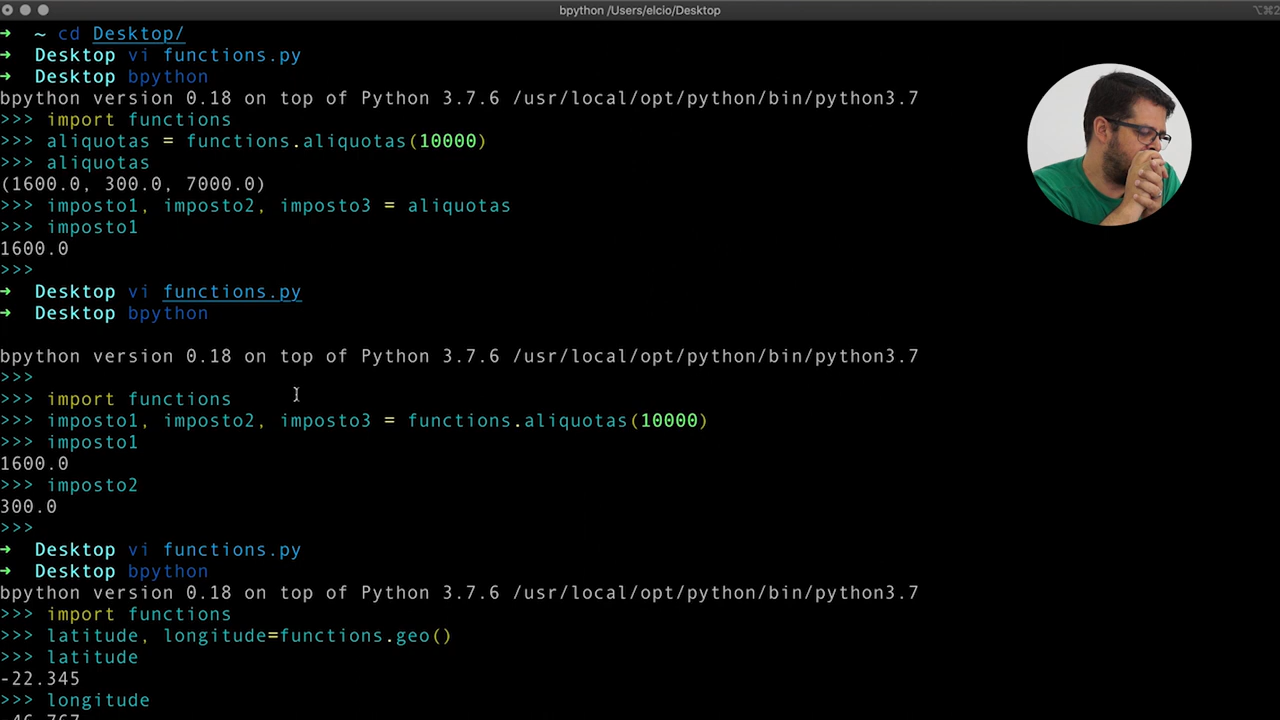 bpython /Users/elcio/Desktop
⌥⌘2
➜ ~ cd Desktop/
➜ Desktop vi functions.py
➜ Desktop bpython
bpython version 0.18 on top of Python 3.7.6 /usr/local/opt/python/bin/python3.7
>>> import functions
>>> aliquotas = functions.aliquotas(10000)
>>> aliquotas
(1600.0, 300.0, 7000.0)
>>> imposto1, imposto2, imposto3 = aliquotas
>>> imposto1
1600.0
>>>
➜ Desktop vi functions.py
➜ Desktop bpython
bpython version 0.18 on top of Python 3.7.6 /usr/local/opt/python/bin/python3.7
>>>
>>> import functions
>>> imposto1, imposto2, imposto3 = functions.aliquotas(10000)
>>> imposto1
1600.0
>>> imposto2
300.0
>>>
➜ Desktop vi functions.py
➜ Desktop bpython
bpython version 0.18 on top of Python 3.7.6 /usr/local/opt/python/bin/python3.7
>>> import functions
>>> latitude, longitude=functions.geo()
>>> latitude
-22.345
>>> longitude
-46.767